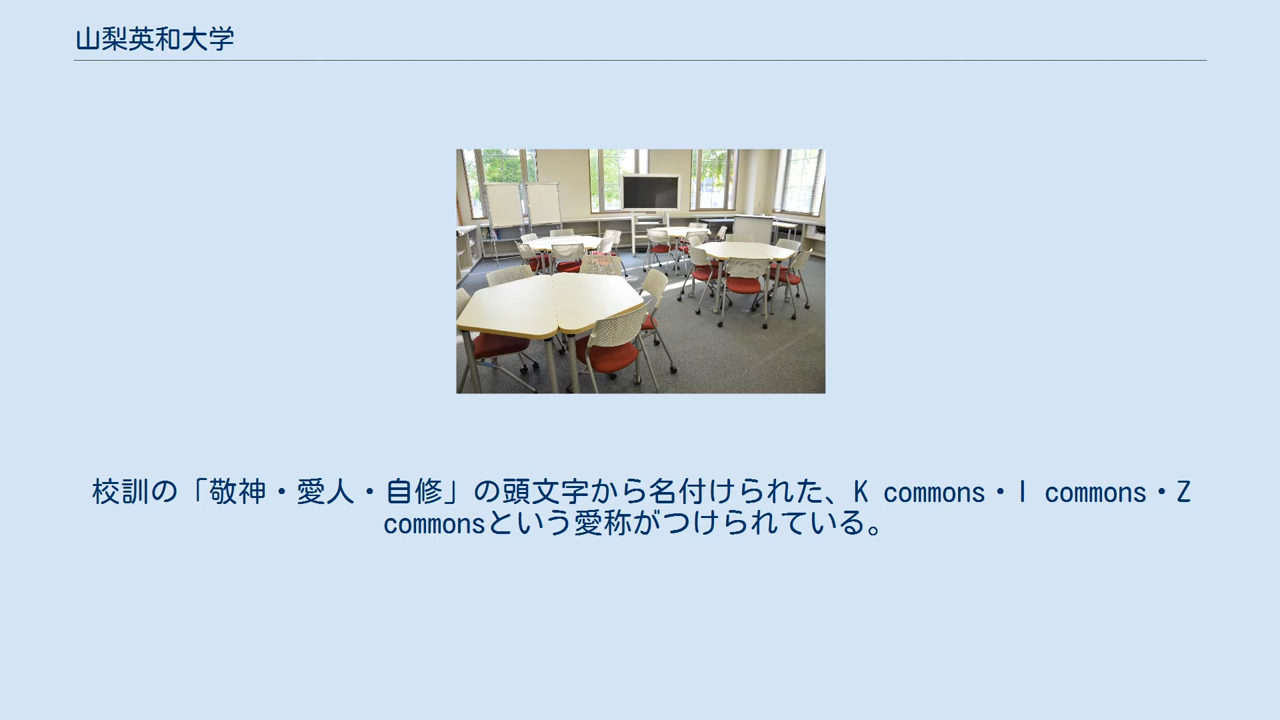 山梨英和大学
校訓の「敬神・愛人・自修」の頭文字から名付けられた、K commons・I commons・Z
commonsという愛称がつけられている。